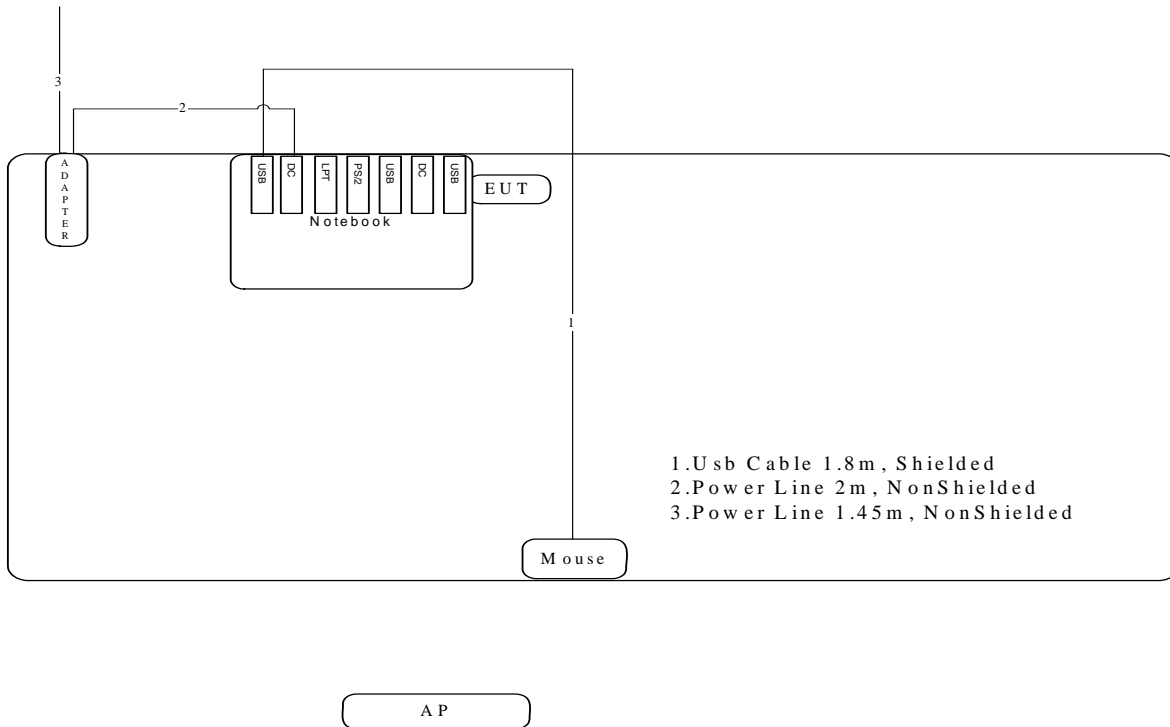 3
2
ADAPTER
USB
DC
LPT
PS/2
USB
DC
USB
EUT
Notebook
1
1.Usb Cable 1.8m, Shielded
2.Power Line 2m, NonShielded
3.Power Line 1.45m, NonShielded
Mouse
AP